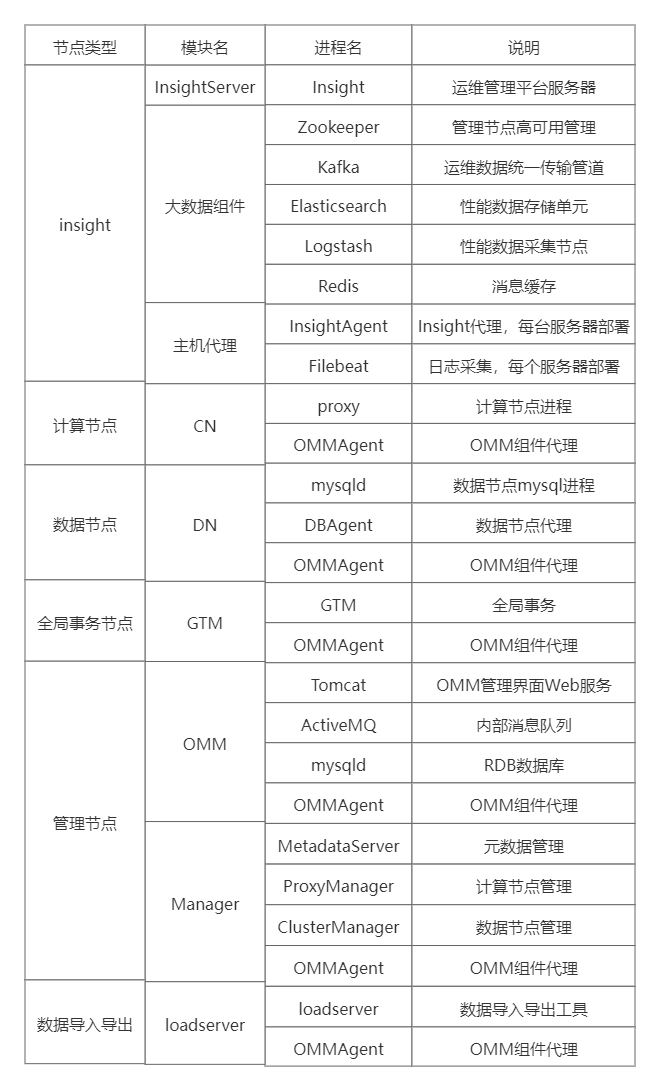 节点类型 模块名 进程名 说明
insight InsightServer Insight 运维管理平台服务器
大数据组件 Zookeeper 管理节点高可用管理
Kafka 运维数据统一传输管道
Elasticsearch 性能数据存储单元
Logstash 性能数据采集节点
Redis 消息缓存
主机代理 InsightAgent Insight代理，每台服务器部署
Filebeat 日志采集，每个服务器部署
计算节点 CN proxy 计算节点进程
OMMAgent OMM组件代理
数据节点 DN mysqld 数据节点mysql进程
DBAgent 数据节点代理
OMMAgent OMM组件代理
全局事务节点 GTM GTM 全局事务
OMMAgent OMM组件代理
管理节点 OMM Tomcat OMM管理界面Web服务
ActiveMQ 内部消息队列
mysqld RDB数据库
OMMAgent OMM组件代理
Manager MetadataServer 元数据管理
ProxyManager 计算节点管理
ClusterManager 数据节点管理
OMMAgent OMM组件代理
数据导入导出 loadserver loadserver 数据导入导出工具
OMMAgent OMM组件代理